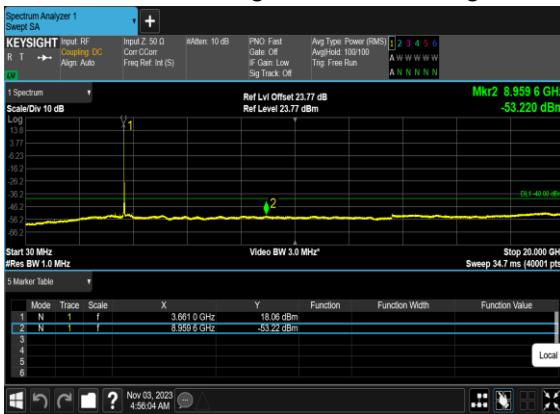 Spectrum Analyzer 1
Swept SA
KEYSIGHT Input: RF Input Z: 50 Ω #Atten: 10 dB PNO: Fast Avg Type: Power (RMS) 1 2 3 4 5 6
R T Coupling: DC Corr CCorr Gate: Off Avg|Hold: 100/100 A W W W W W
Align: Auto Freq Ref: Int (S) IF Gain: Low Trig: Free Run
Sig Track: Off A N N N N N
LV
1 Spectrum Ref Lvl Offset 23.77 dB Mkr2 8.959 6 GHz
Scale/Div 10 dB Ref Level 23.77 dBm -53.220 dBm
Log
13.8
3.77
-6.23
-16.2
-26.2
-36.2
-46.2
-56.2
-66.2
1
2
DL1 -40.00 dBm
Start 30 MHz Video BW 3.0 MHz* Stop 20.000 GHz
#Res BW 1.0 MHz Sweep 34.7 ms (40001 pts
5 Marker Table
Mode Trace Scale X Y Function Function Width Function Value
1 N 1 f 3.661 0 GHz 18.06 dBm
2 N 1 f 8.959 6 GHz -53.22 dBm
3
4
5
6
Local
? Nov 03, 2023
4:56:04 AM